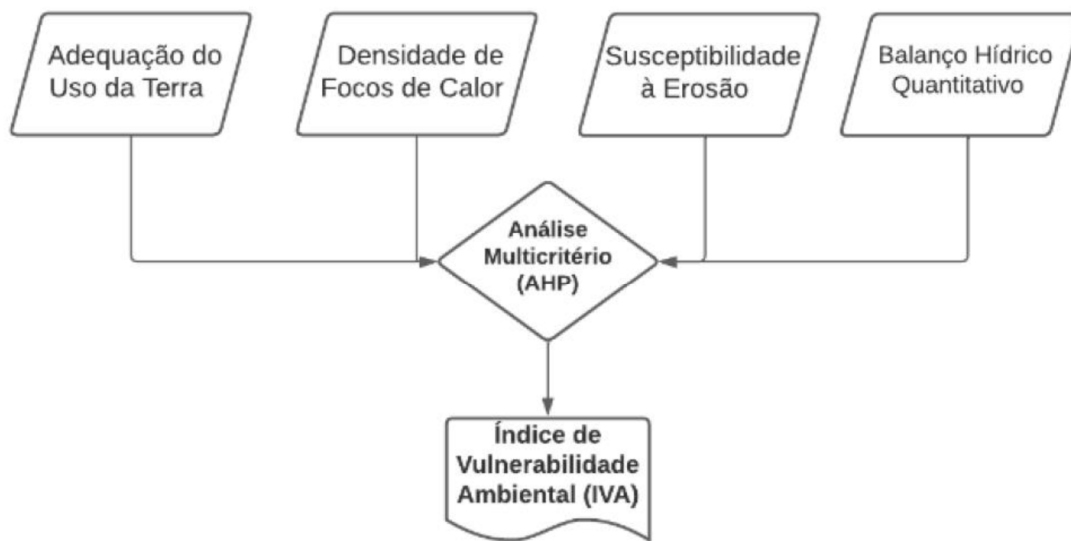 Adequação do
Uso da Terra
Densidade de
Focos de Calor
Susceptibilidade
à Erosão
Balanço Hídrico
Quantitativo
Análise
Multicritério
(AHP)
Índice de
Vulnerabilidade
Ambiental (IVA)